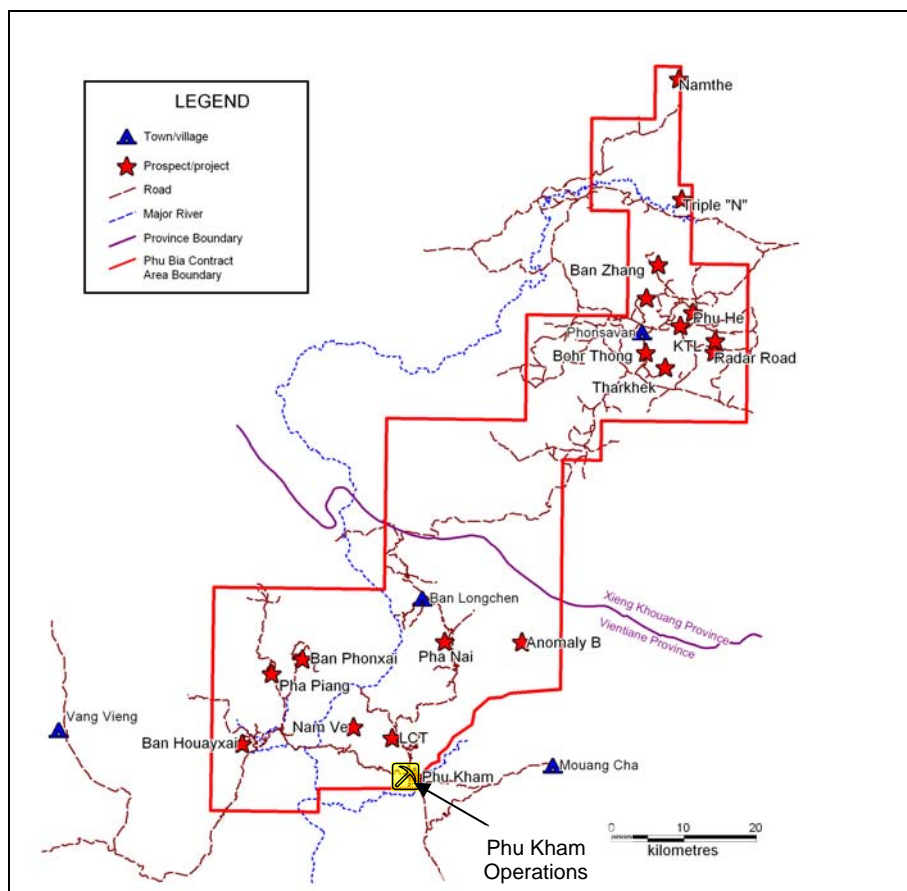 LEGEND
Town/village
Prospect/project
Road
Major River
Province Boundary
Phu Bia Contract
Area Boundary
Namthe
Triple "N"
Ban Zhang
Phu He
Phonsavan
KTL
Bohr Thong
Radar Road
Tharkhek
Xieng Khouang Province
Vientiane Province
Ban Longchen
Pha Nai
Anomaly B
Ban Phonxai
Pha Piang
Vang Vieng
Nam Ve
LCT
Ban Houayxai
Phu Kham
Mouang Cha
Phu Kham
Operations
0 10 20
kilometres